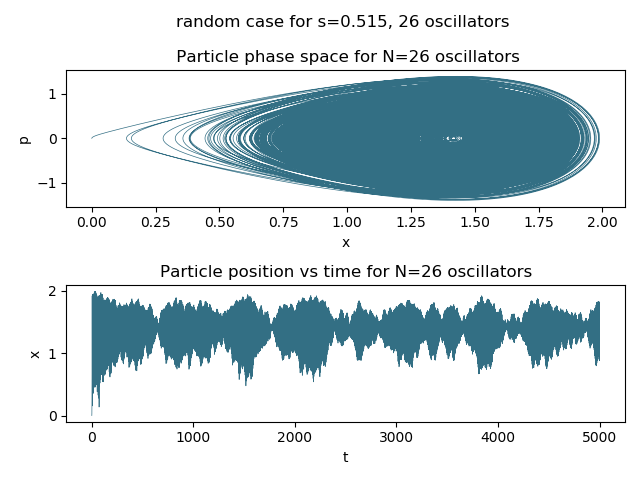 random case for s=0.515, 26 oscillators
Particle phase space for N=26 oscillators
1
0
−1
p
0.00 0.25 0.50 0.75 1.00 1.25 1.50 1.75 2.00
x
Particle position vs time for N=26 oscillators
2
1
0
x
0 1000 2000 3000 4000 5000
t